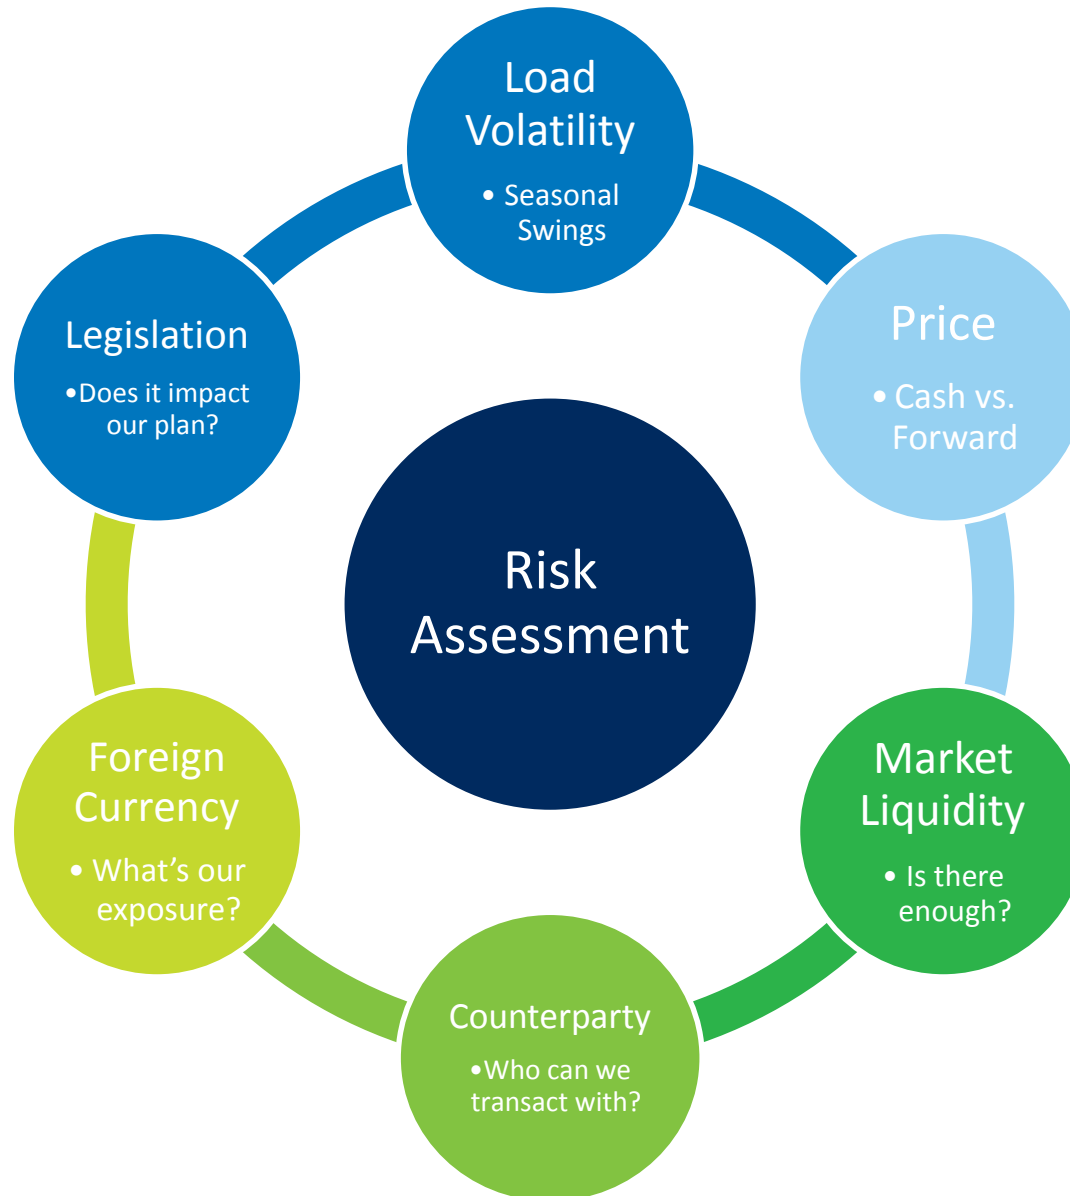 Load
Volatility
• Seasonal
Swings
Price
• Cash vs.
Forward
Market
Liquidity
• Is there
enough?
Counterparty
•Who can we
transact with?
Foreign
Currency
• What’s our
exposure?
Legislation
•Does it impact
our plan?
Risk
Assessment